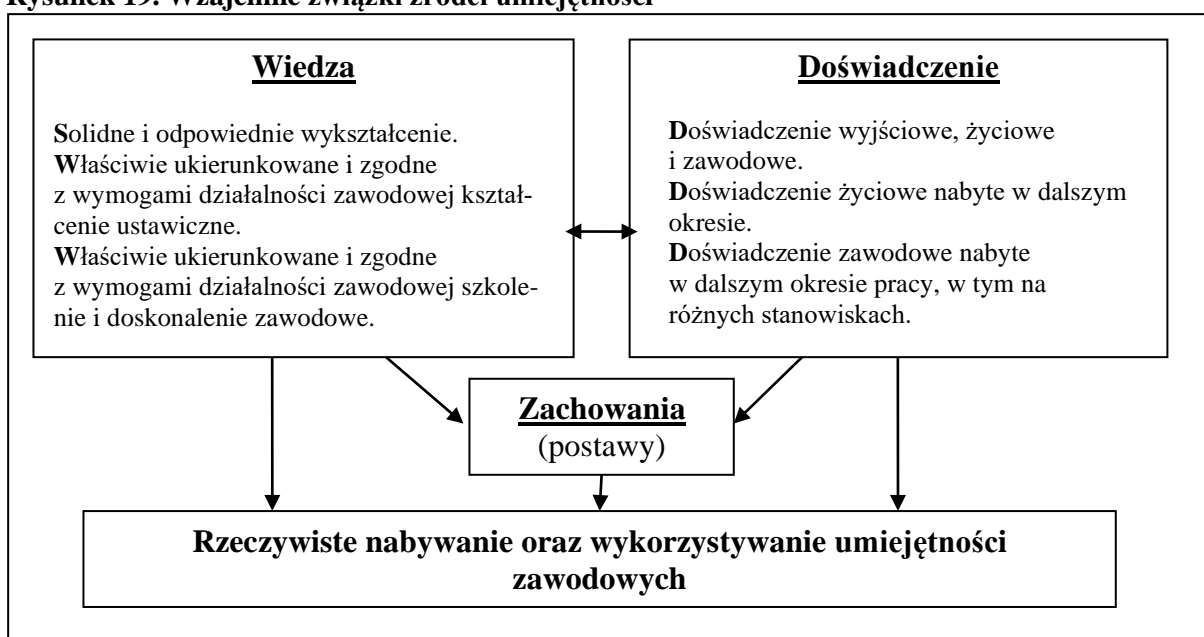 Rysunek 19. Wzajemne związki źródeł umiejętności
Wiedza
Solidne i odpowiednie wykształcenie.
Właściwie ukierunkowane i zgodne
z wymogami działalności zawodowej kształ-
cenie ustawiczne.
Właściwie ukierunkowane i zgodne
z wymogami działalności zawodowej szkole-
nie i doskonalenie zawodowe.
Doświadczenie
Doświadczenie wyjściowe, życiowe
i zawodowe.
Doświadczenie życiowe nabyte w dalszym
okresie.
Doświadczenie zawodowe nabyte
w dalszym okresie pracy, w tym na
różnych stanowiskach.
Zachowania
(postawy)
Rzeczywiste nabywanie oraz wykorzystywanie umiejętności
zawodowych